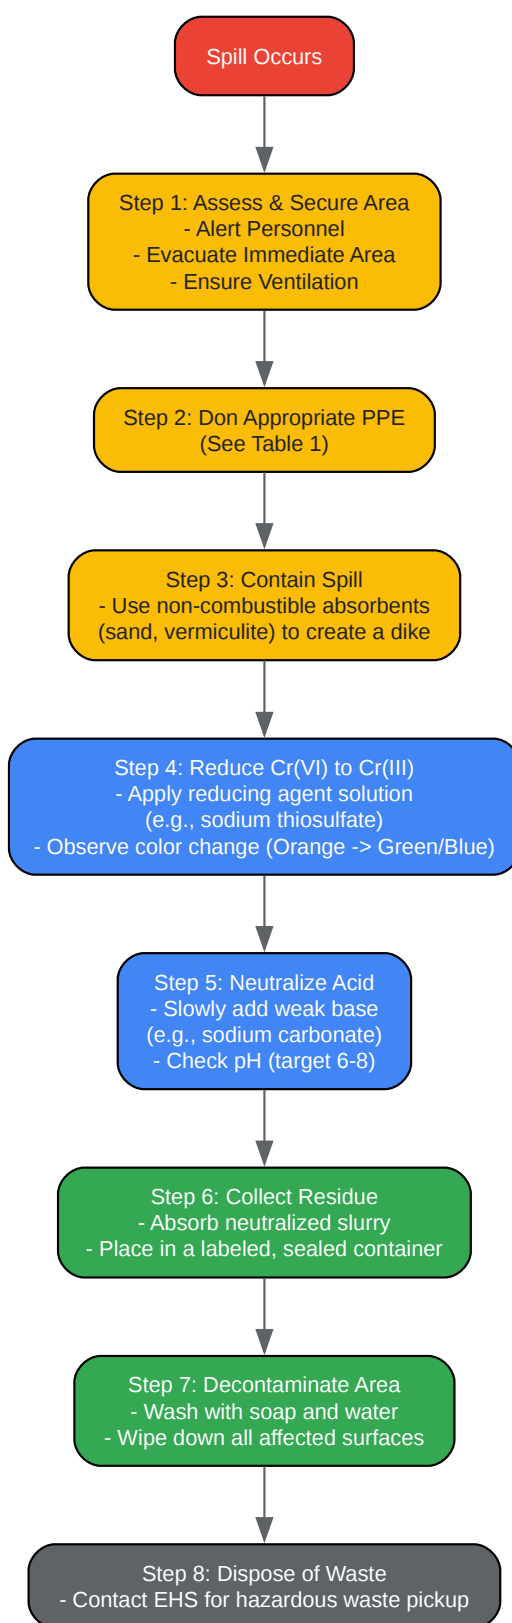 Spill Occurs
Step 1: Assess & Secure Area
- Alert Personnel
- Evacuate Immediate Area
- Ensure Ventilation
Step 2: Don Appropriate PPE
(See Table 1)
Step 3: Contain Spill
- Use non-combustible absorbents
(sand, vermiculite) to create a dike
Step 4: Reduce Cr(VI) to Cr(III)
- Apply reducing agent solution
(e.g., sodium thiosulfate)
- Observe color change (Orange -> Green/Blue)
Step 5: Neutralize Acid
- Slowly add weak base
(e.g., sodium carbonate)
- Check pH (target 6-8)
Step 6: Collect Residue
- Absorb neutralized slurry
- Place in a labeled, sealed container
Step 7: Decontaminate Area
- Wash with soap and water
- Wipe down all affected surfaces
Step 8: Dispose of Waste
- Contact EHS for hazardous waste pickup